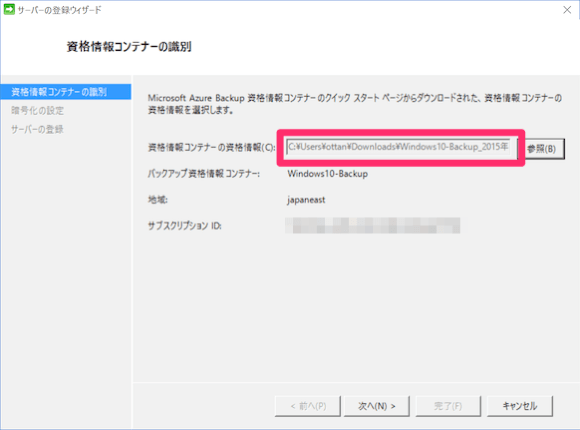 サーバーの登録ウィザード
資格情報コンテナーの識別
資格情報コンテナーの識別
暗号化の設定
サーバーの登録
Microsoft Azure Backup 資格情報コンテナーのクイック スタート ページからダウンロードされた、資格情報コンテナーの
資格情報を選択します。
資格情報コンテナーの資格情報(C): C:¥Users¥ottan¥Downloads¥Windows10-Backup_2015年 参照(B)
バックアップ資格情報コンテナー: Windows10-Backup
地域: japaneast
サブスクリプション ID:
< 前へ(P) 次へ(N) > 完了(F) キャンセル